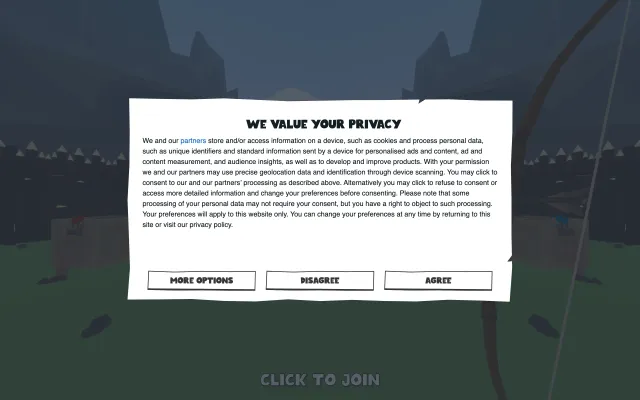 WE VALUE YOUR PRIVACY
We and our partners store and/or access information on a device, such as cookies and process personal data,
such as unique identifiers and standard information sent by a device for personalised ads and content, ad and
content measurement, and audience insights, as well as to develop and improve products. With your permission
we and our partners may use precise geolocation data and identification through device scanning. You may click to
consent to our and our partners' processing as described above. Alternatively you may click to refuse to consent or
access more detailed information and change your preferences before consenting. Please note that some
processing of your personal data may not require your consent, but you have a right to object to such processing.
Your preferences will apply to this website only. You can change your preferences at any time by returning to this
site or visit our privacy policy.
MORE OPTIONS
DISAGREE
AGREE
CLICK TO JOIN